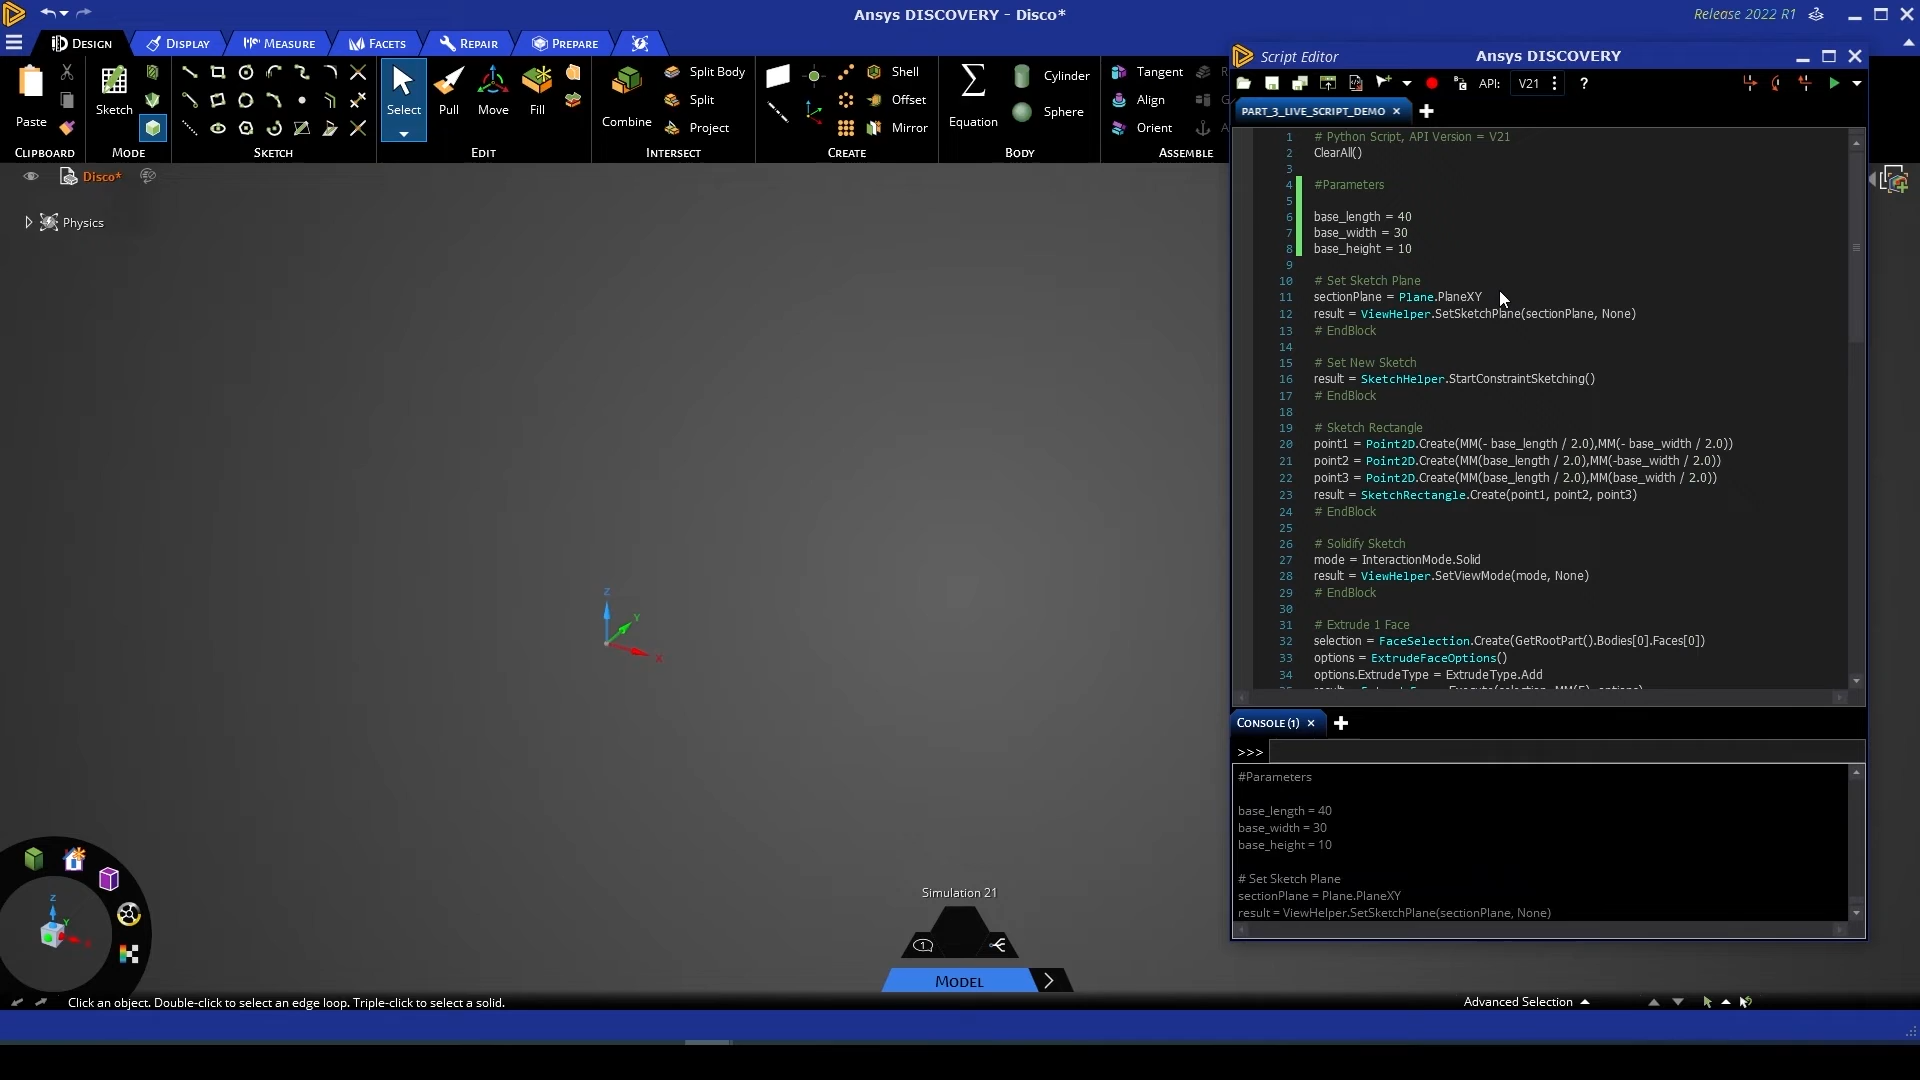 Ansys DISCOVERY - Disco*
Release 2022 R1
DESIGN
DISPLAY
MEASURE
FACETS
REPAIR
PREPARE
Paste
Sketch
Select
Pull
Move
Fill
Combine
Split Body
Split
Project
Shell
Offset
Mirror
Equation
Cylinder
Sphere
Tangent
Align
Orient
CLIPBOARD
MODE
SKETCH
EDIT
INTERSECT
CREATE
BODY
ASSEMBLE
Disco*
Physics
Script Editor
Ansys DISCOVERY
API:
V21
?
PART_3_LIVE_SCRIPT_DEMO
1 # Python Script, API Version = V21
2 ClearAll()
3
4 #Parameters
5
6 base_length = 40
7 base_width = 30
8 base_height = 10
9
10 # Set Sketch Plane
11 sectionPlane = Plane.PlaneXY
12 result = ViewHelper.SetSketchPlane(sectionPlane, None)
13 # EndBlock
14
15 # Set New Sketch
16 result = SketchHelper.StartConstraintSketching()
17 # EndBlock
18
19 # Sketch Rectangle
20 point1 = Point2D.Create(MM(- base_length / 2.0),MM(- base_width / 2.0))
21 point2 = Point2D.Create(MM(base_length / 2.0),MM(-base_width / 2.0))
22 point3 = Point2D.Create(MM(base_length / 2.0),MM(base_width / 2.0))
23 result = SketchRectangle.Create(point1, point2, point3)
24 # EndBlock
25
26 # Solidify Sketch
27 mode = InteractionMode.Solid
28 result = ViewHelper.SetViewMode(mode, None)
29 # EndBlock
30
31 # Extrude 1 Face
32 selection = FaceSelection.Create(GetRootPart().Bodies[0].Faces[0])
33 options = ExtrudeFaceOptions()
34 options.ExtrudeType = ExtrudeType.Add
CONSOLE (1)
>>>
#Parameters
base_length = 40
base_width = 30
base_height = 10
# Set Sketch Plane
sectionPlane = Plane.PlaneXY
result = ViewHelper.SetSketchPlane(sectionPlane, None)
Z
Y
X
Z
Y
X
Simulation 21
1
MODEL
Click an object. Double-click to select an edge loop. Triple-click to select a solid.
Advanced Selection